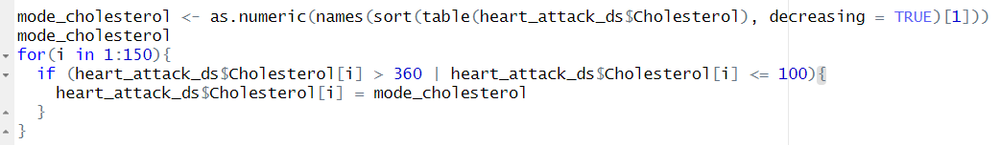 mode_cholesterol <- as.numeric(names(sort(table(heart_attack_ds$Cholesterol), decreasing = TRUE)[1]))
mode_cholesterol
for(i in 1:150){
  if (heart_attack_ds$Cholesterol[i] > 360 | heart_attack_ds$Cholesterol[i] <= 100){
    heart_attack_ds$Cholesterol[i] = mode_cholesterol
  }
}